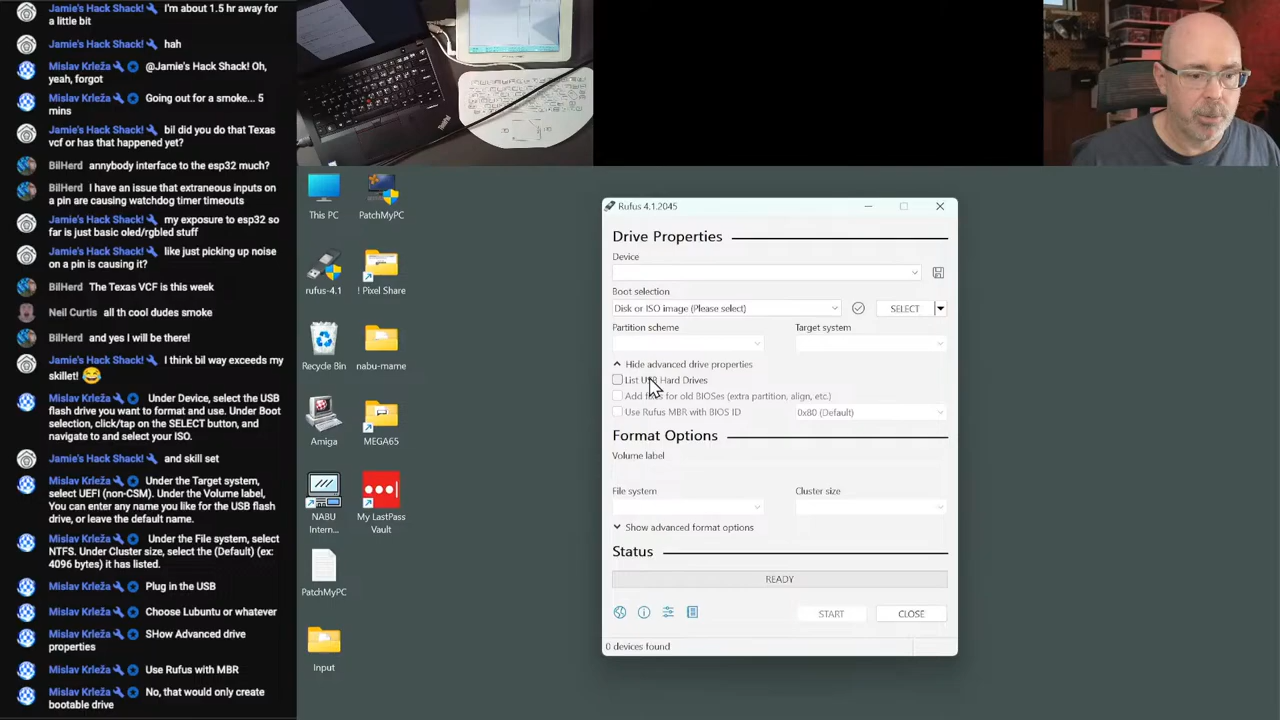 Jamie's Hack Shack! I'm about 1.5 hr away for
a little bit
Jamie's Hack Shack! hah
Mislav Krleža @Jamie's Hack Shack! Oh,
yeah, forgot
Mislav Krleža Going out for a smoke... 5
mins
Jamie's Hack Shack! bil did you do that Texas
vcf or has that happened yet?
BilHerd annybody interface to the esp32 much?
BilHerd I have an issue that extraneous inputs on
a pin are causing watchdog timer timeouts
Jamie's Hack Shack! my exposure to esp32 so
far is just basic oled/rgbled stuff
Jamie's Hack Shack! like just picking up noise
on a pin is causing it?
BilHerd The Texas VCF is this week
Neil Curtis all th cool dudes smoke
BilHerd and yes I will be there!
Jamie's Hack Shack! I think bil way exceeds my
skillet! 😂
Mislav Krleža Under Device, select the USB
flash drive you want to format and use. Under Boot
selection, click/tap on the SELECT button, and
navigate to and select your ISO.
Jamie's Hack Shack! and skill set
Mislav Krleža Under the Target system,
select UEFI (non-CSM). Under the Volume label,
You can enter any name you like for the USB flash
drive, or leave the default name.
Mislav Krleža Under the File system, select
NTFS. Under Cluster size, select the (Default) (ex:
4096 bytes) it has listed.
Mislav Krleža Plug in the USB
Mislav Krleža Choose Lubuntu or whatever
Mislav Krleža SHow Advanced drive
properties
Mislav Krleža Use Rufus with MBR
Mislav Krleža No, that would only create
bootable drive
This PC
PatchMyPC
rufus-4.1
! Pixel Share
Recycle Bin
nabu-mame
Amiga
MEGA65
NABU
Intern...
My LastPass
Vault
PatchMyPC
Input
Rufus 4.1.2045
Drive Properties
Device
Boot selection
Disk or ISO image (Please select)
SELECT
Partition scheme
Target system
Hide advanced drive properties
List USB Hard Drives
Add fixes for old BIOSes (extra partition, align, etc.)
Use Rufus MBR with BIOS ID
0x80 (Default)
Format Options
Volume label
File system
Cluster size
Show advanced format options
Status
READY
START
CLOSE
0 devices found